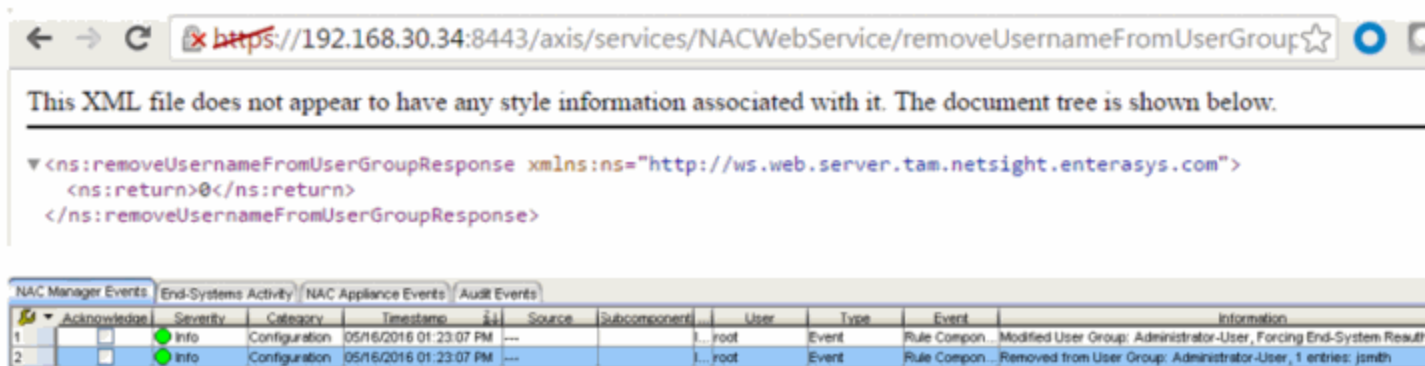 https://192.168.30.34:8443/axis/services/NACWebService/removeUsernameFromUserGroup
This XML file does not appear to have any style information associated with it. The document tree is shown below.
▼<ns:removeUsernameFromUserGroupResponse xmlns:ns="http://ws.web.server.tam.netsight.enterasys.com">
<ns:return>0</ns:return>
</ns:removeUsernameFromUserGroupResponse>
NAC Manager Events End-Systems Activity NAC Appliance Events Audit Events
Acknowledge Severity Category Timestamp Source Subcomponent ... User Type Event Information
1 Info Configuration 05/16/2016 01:23:07 PM --- I... root Event Rule Compon... Modified User Group: Administrator-User, Forcing End-System Reauth
2 Info Configuration 05/16/2016 01:23:07 PM --- I... root Event Rule Compon... Removed from User Group: Administrator-User, 1 entries: jsmith